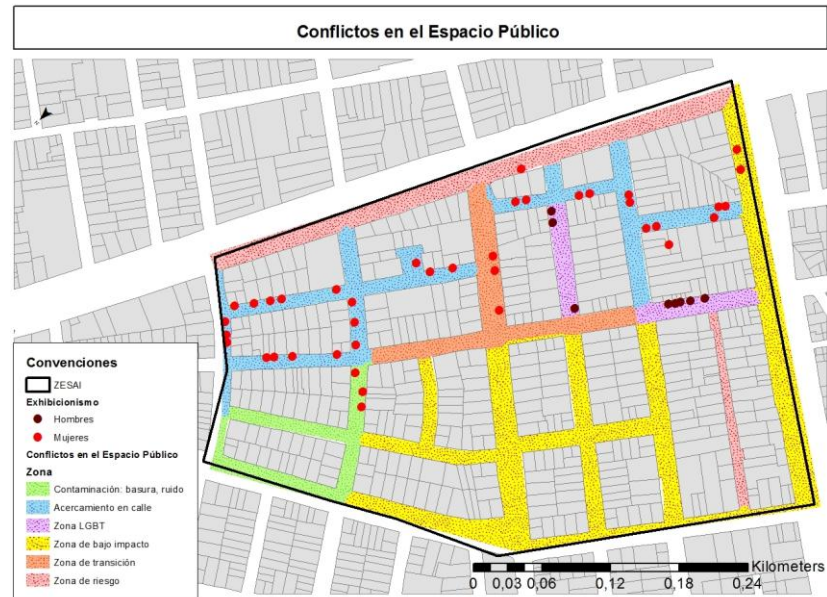 Conflictos en el Espacio Público
N
Convenciones
ZESAI
Exhibicionismo
Hombres
Mujeres
Conflictos en el Espacio Público
Zona
Contaminación: basura, ruido
Acercamiento en calle
Zona LGBT
Zona de bajo impacto
Zona de transición
Zona de riesgo
Kilometers
0 0,03 0,06 0,12 0,18 0,24